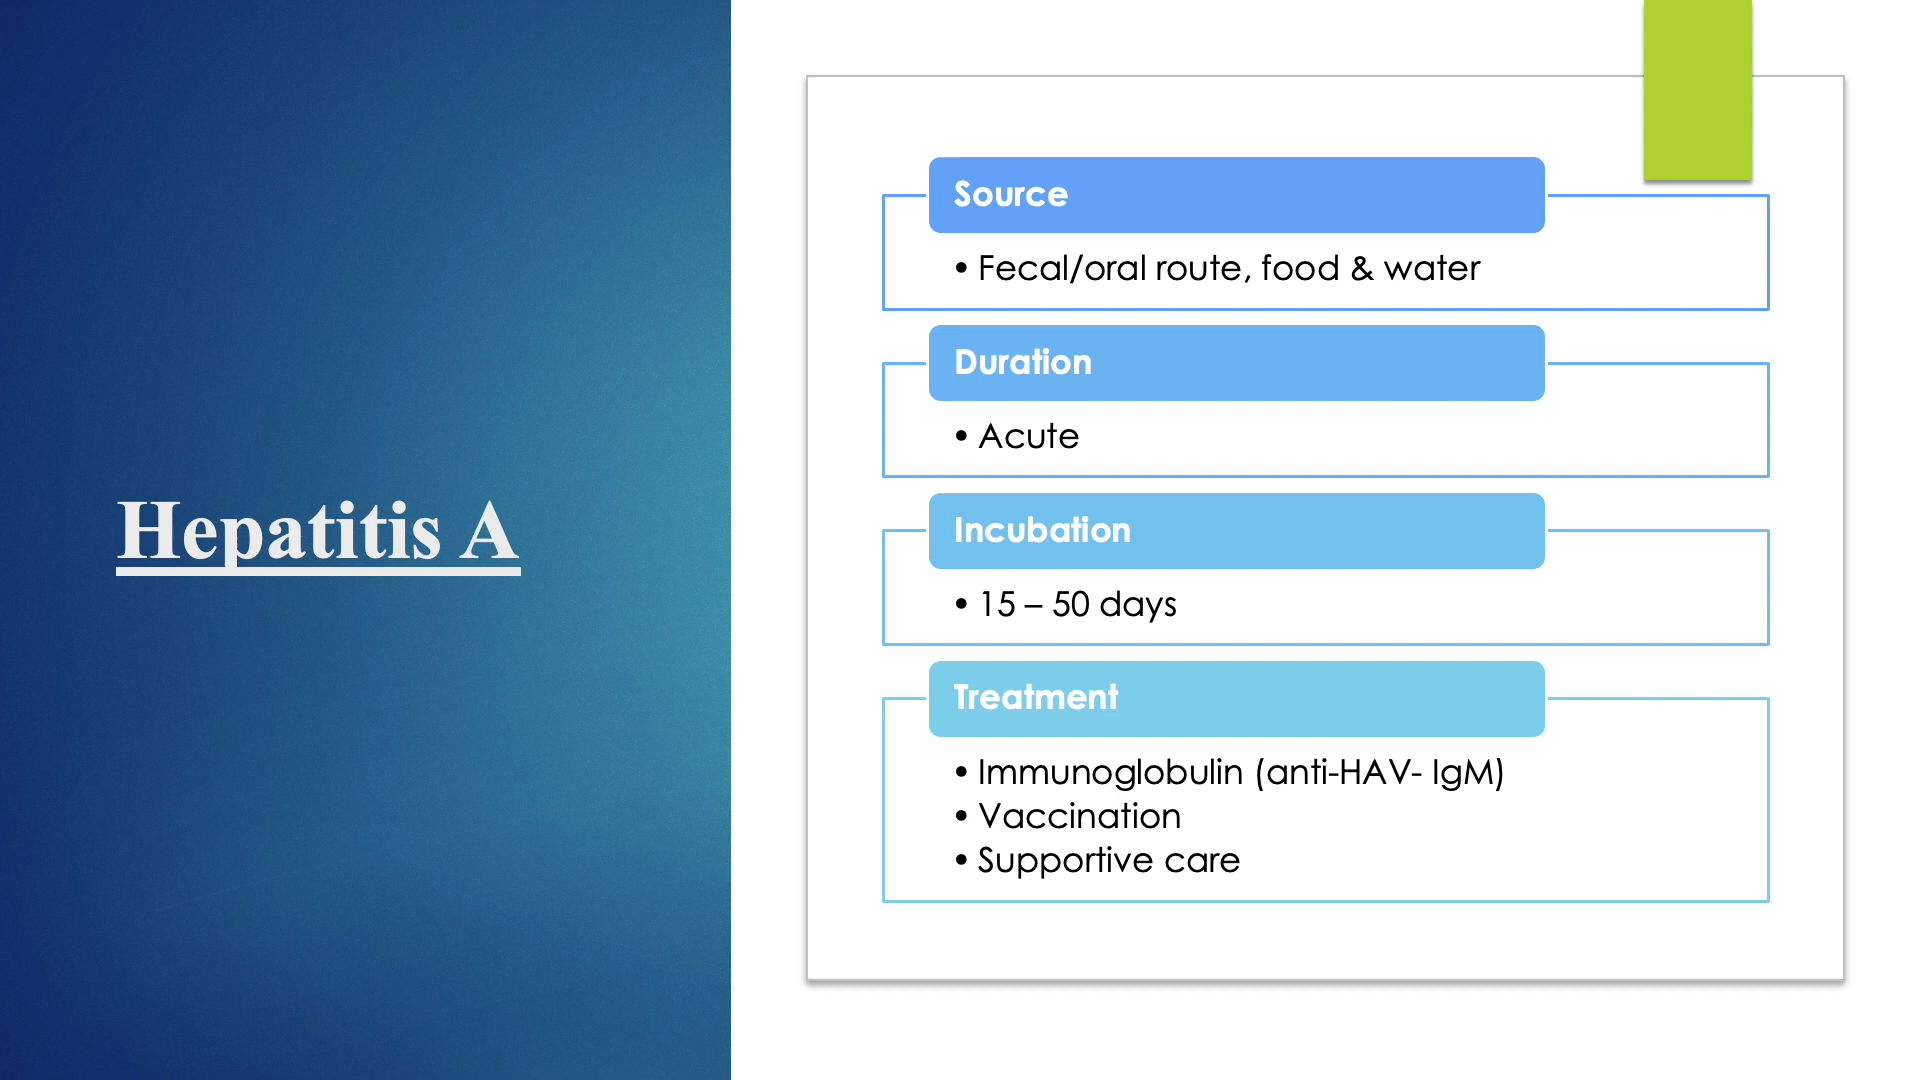 Hepatitis A
Source
• Fecal/oral route, food & water
Duration
• Acute
Incubation
• 15 – 50 days
Treatment
• Immunoglobulin (anti-HAV- IgM)
• Vaccination
• Supportive care